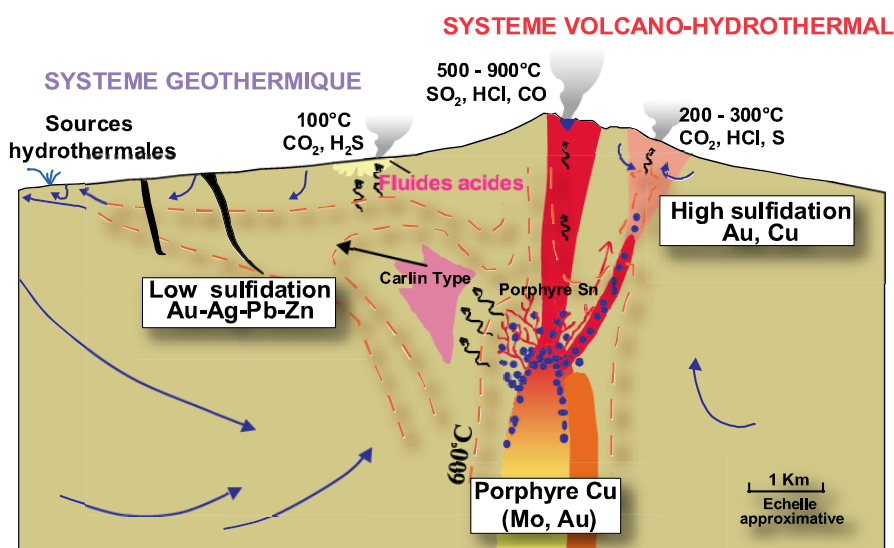 SYSTEME VOLCANO-HYDROTHERMAL
SYSTEME GEOTHERMIQUE
500 - 900°C
SO2, HCl, CO
Sources
hydrothermales
100°C
CO2, H2S
200 - 300°C
CO2, HCl, S
Fluides acides
High sulfidation
Au, Cu
Low sulfidation
Au-Ag-Pb-Zn
Carlin Type
Porphyre Sn
600°C
Porphyre Cu
(Mo, Au)
1 Km
Echelle
approximative